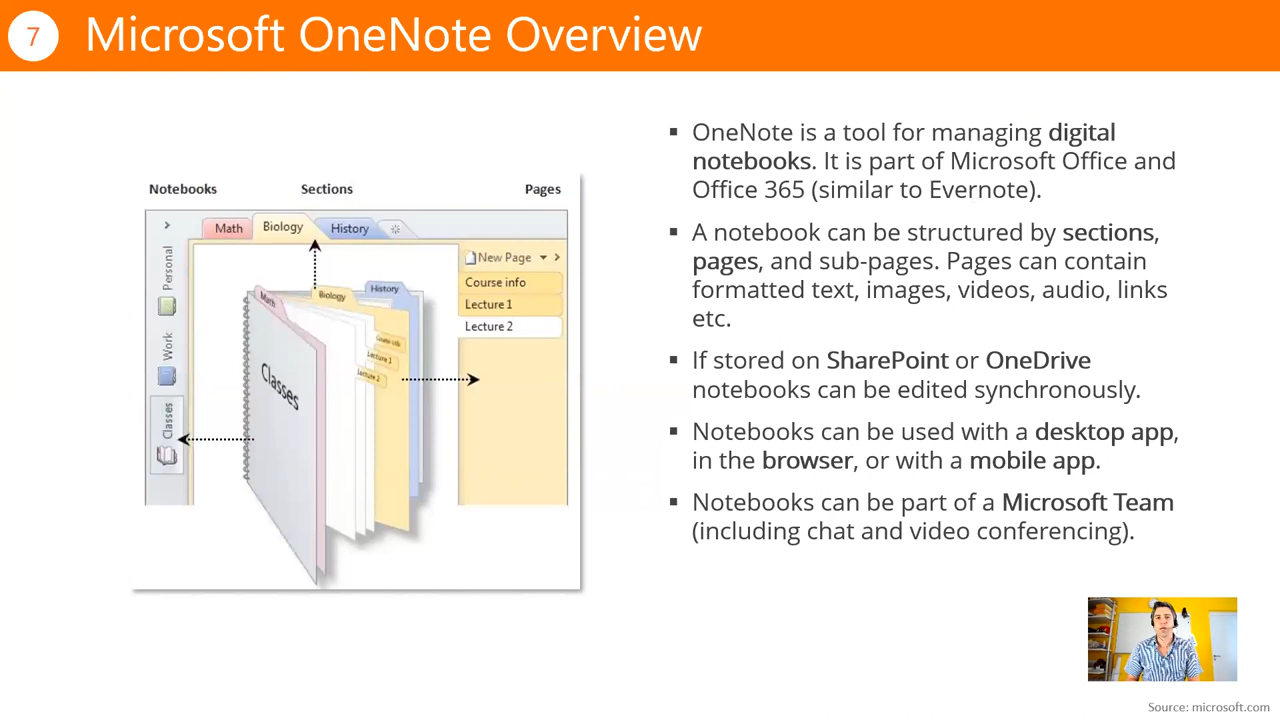 7
Microsoft OneNote Overview
Notebooks
Sections
Pages
Math
Biology
History
Personal
Work
Classes
New Page
Course info
Lecture 1
Lecture 2
Math
Biology
History
Course info
Lecture 1
Lecture 2
Classes
▪ OneNote is a tool for managing digital
notebooks. It is part of Microsoft Office and
Office 365 (similar to Evernote).
▪ A notebook can be structured by sections,
pages, and sub-pages. Pages can contain
formatted text, images, videos, audio, links
etc.
▪ If stored on SharePoint or OneDrive
notebooks can be edited synchronously.
▪ Notebooks can be used with a desktop app,
in the browser, or with a mobile app.
▪ Notebooks can be part of a Microsoft Team
(including chat and video conferencing).
Source: microsoft.com